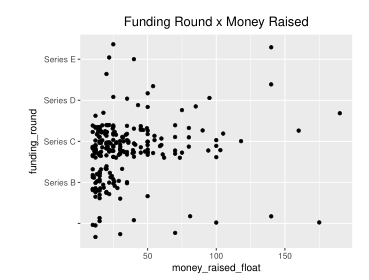 Funding Round x Money Raised
funding_round
Series E
Series D
Series C
Series B
-
50
100
150
money_raised_float